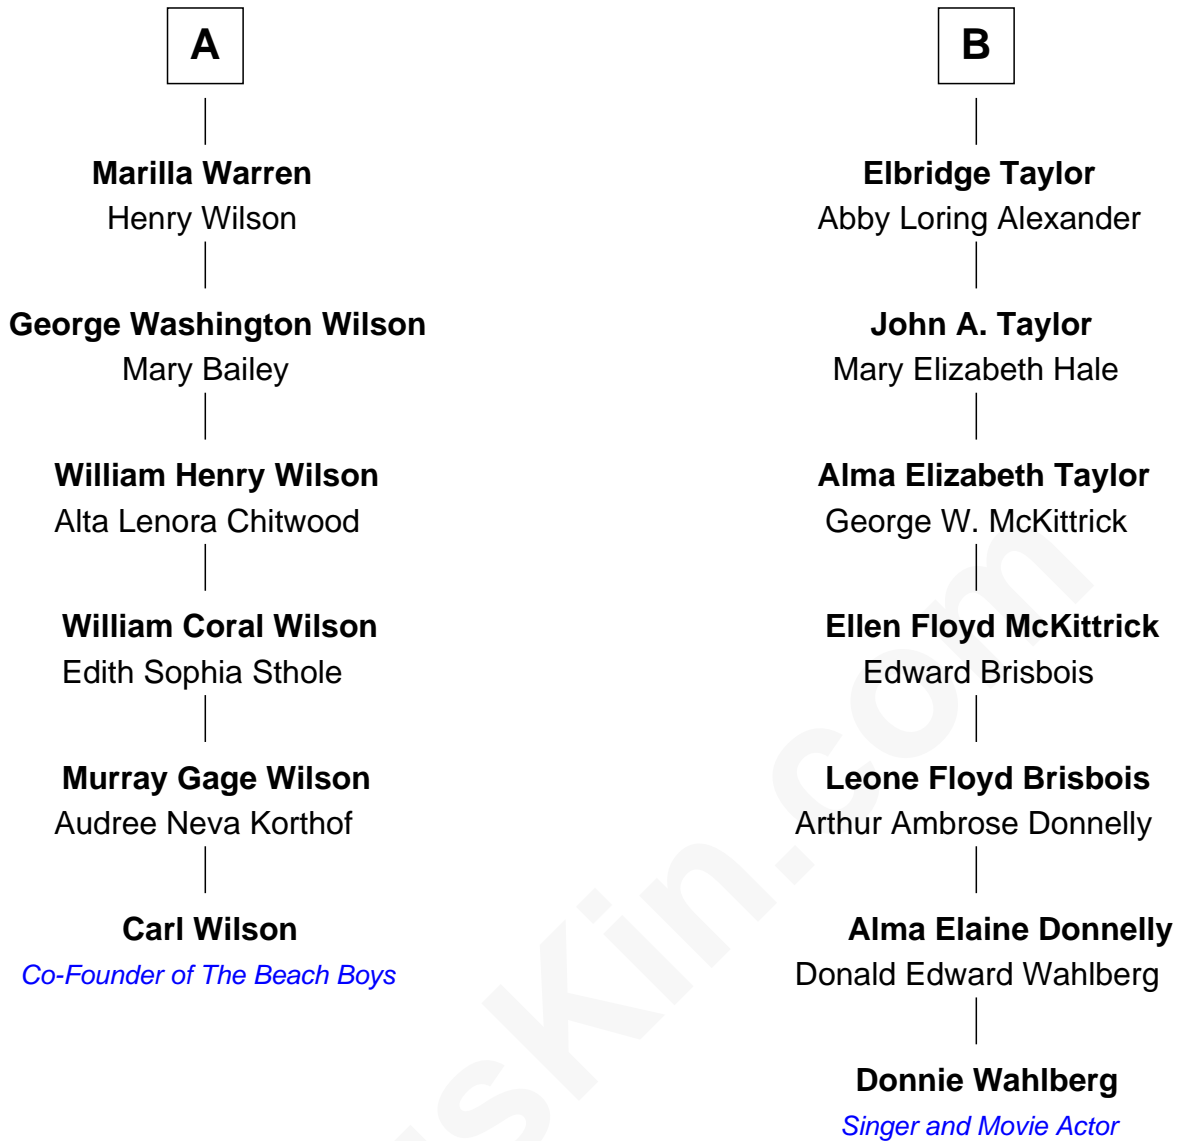 A
Marilla Warren
Henry Wilson
George Washington Wilson
Mary Bailey
William Henry Wilson
Alta Lenora Chitwood
William Coral Wilson
Edith Sophia Sthole
Murray Gage Wilson
Audree Neva Korthof
Carl Wilson
Co-Founder of The Beach Boys
B
Elbridge Taylor
Abby Loring Alexander
John A. Taylor
Mary Elizabeth Hale
Alma Elizabeth Taylor
George W. McKittrick
Ellen Floyd McKittrick
Edward Brisbois
Leone Floyd Brisbois
Arthur Ambrose Donnelly
Alma Elaine Donnelly
Donald Edward Wahlberg
Donnie Wahlberg
Singer and Movie Actor
sKin.com